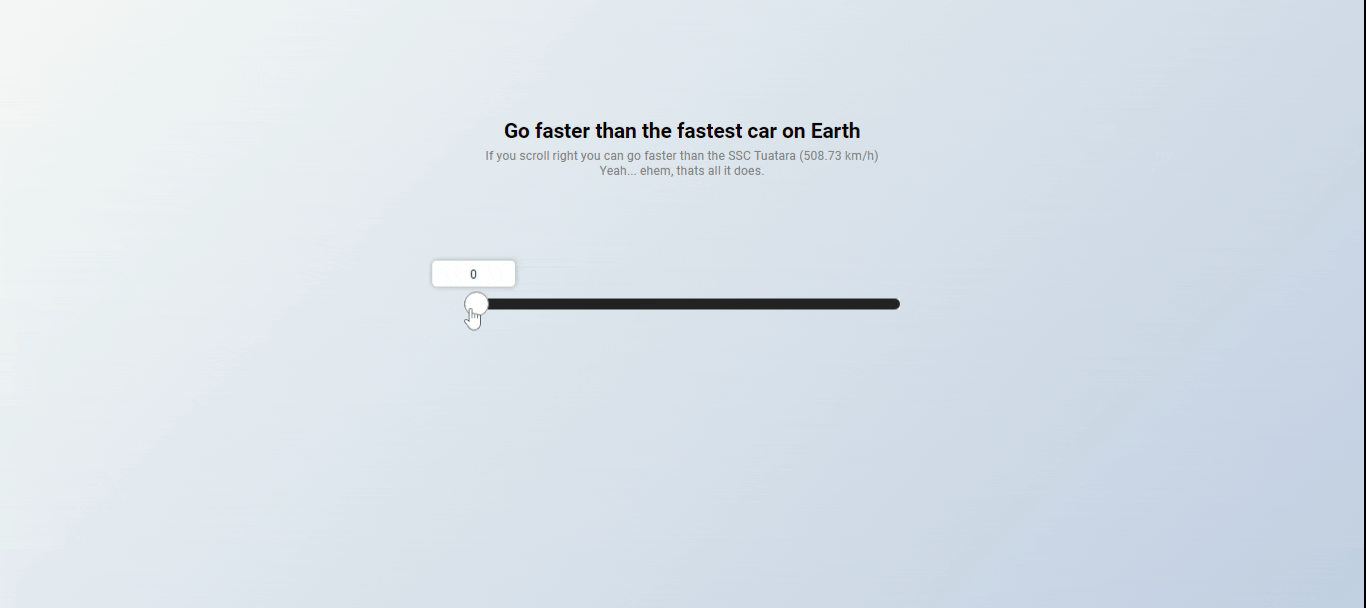 Go faster than the fastest car on Earth
If you scroll right you can go faster than the SSC Tuatara (508.73 km/h)
Yeah... ehem, thats all it does.
0